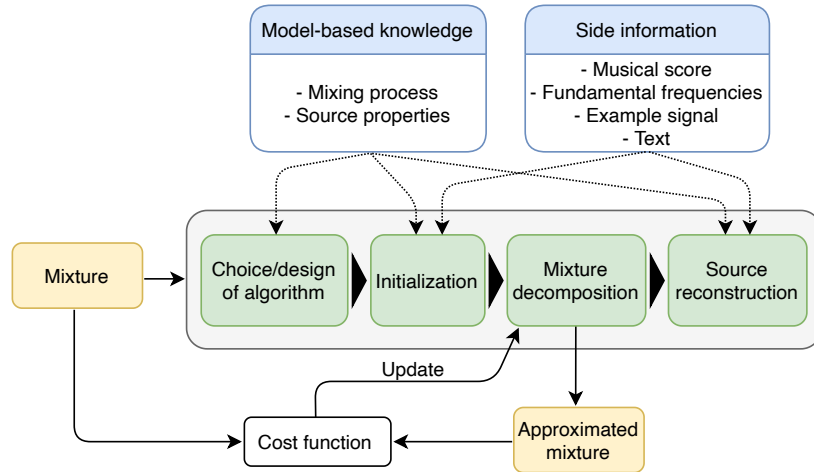 Model-based knowledge
- Mixing process
- Source properties
Side information
- Musical score
- Fundamental frequencies
- Example signal
- Text
Mixture
Choice/design
of algorithm
Initialization
Mixture
decomposition
Source
reconstruction
Update
Cost function
Approximated
mixture